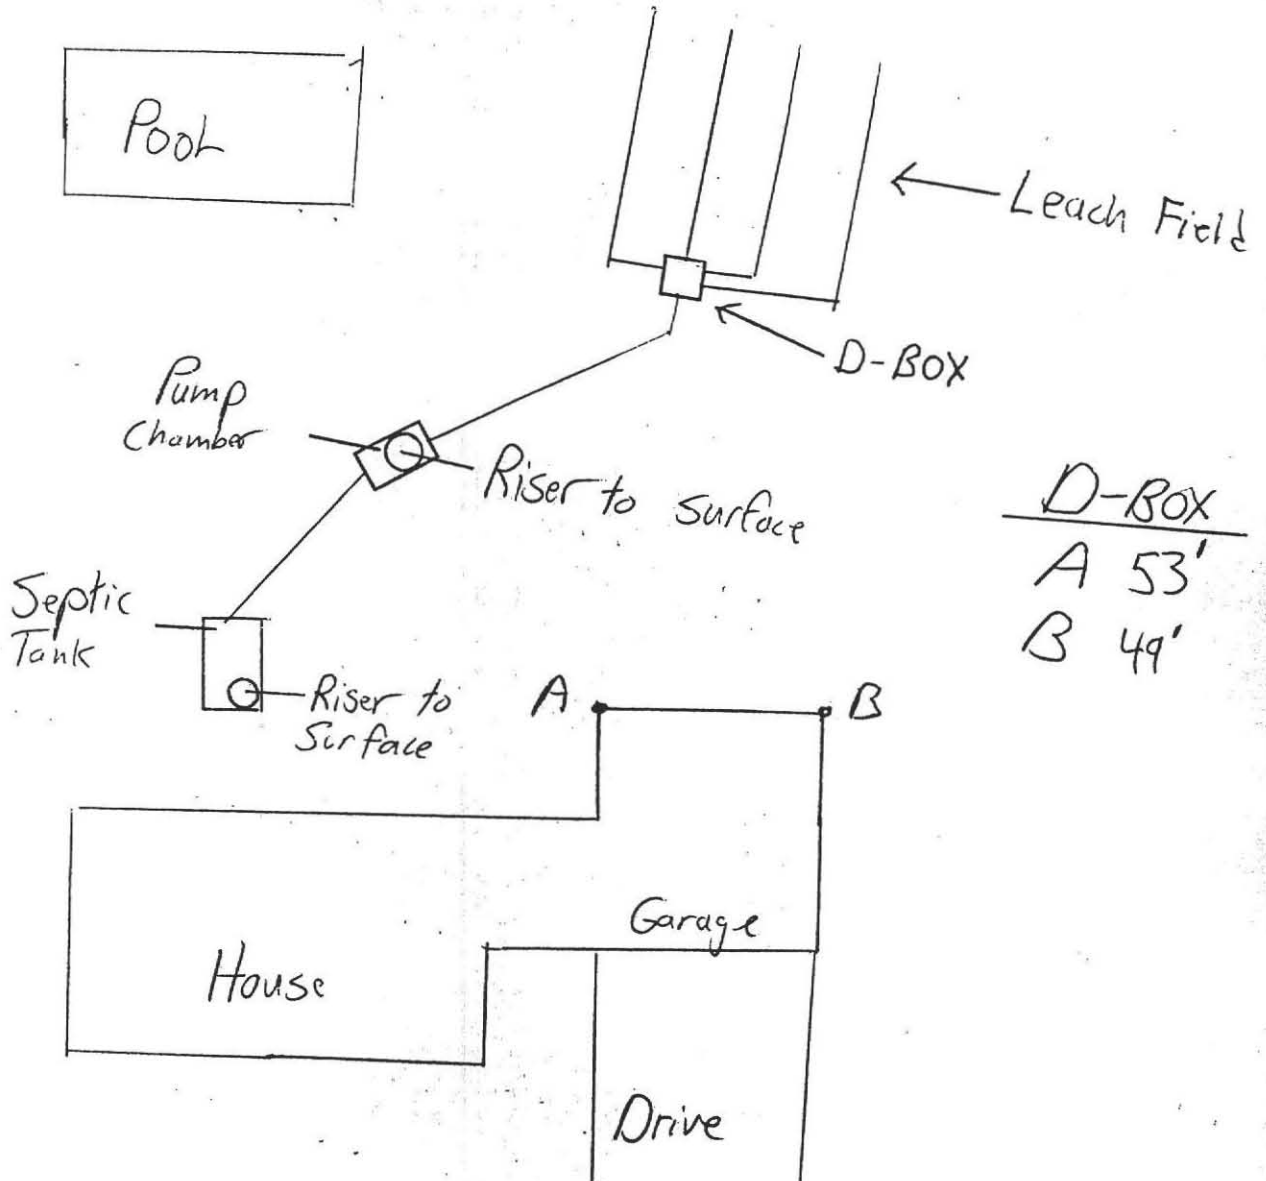 Pool
Leach Field
D-BOX
Pump
Chamber
Riser to surface
D-BOX
A 53'
B 49'
Septic
Tank
Riser to
Surface
A
B
Garage
House
Drive